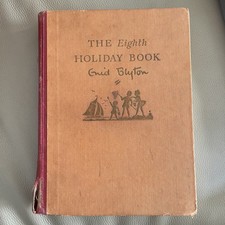 THE Eighth
HOLIDAY BOOK
Enid Blyton